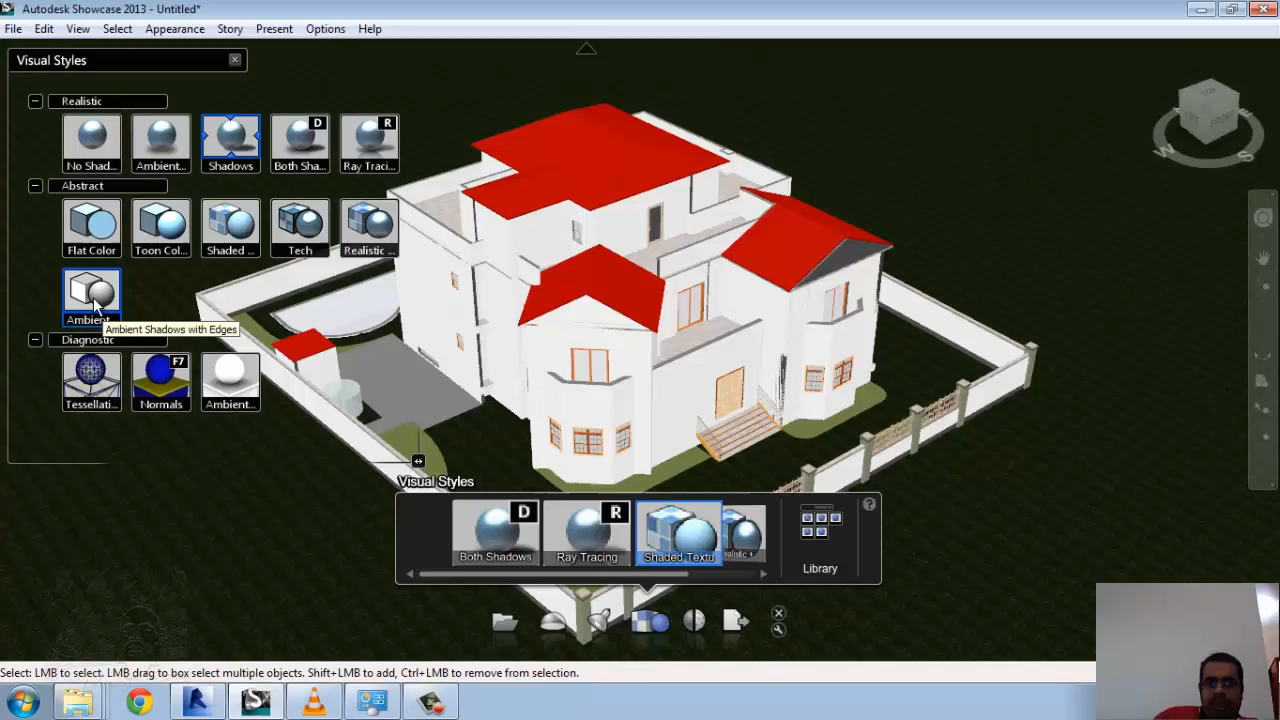 Autodesk Showcase 2013 - Untitled*
File Edit View Select Appearance Story Present Options Help
Visual Styles
Realistic
D R
No Shad... Ambient... Shadows Both Sha... Ray Traci...
Abstract
Flat Color Toon Col... Shaded ... Tech Realistic ...
Ambient
Ambient Shadows with Edges
Diagnostic
F7
Tessellati... Normals Ambient...
FRONT
W S
Visual Styles
D R
Both Shadows Ray Tracing Shaded Textu Realistic +
Library
Select: LMB to select. LMB drag to box select multiple objects. Shift+LMB to add, Ctrl+LMB to remove from selection.